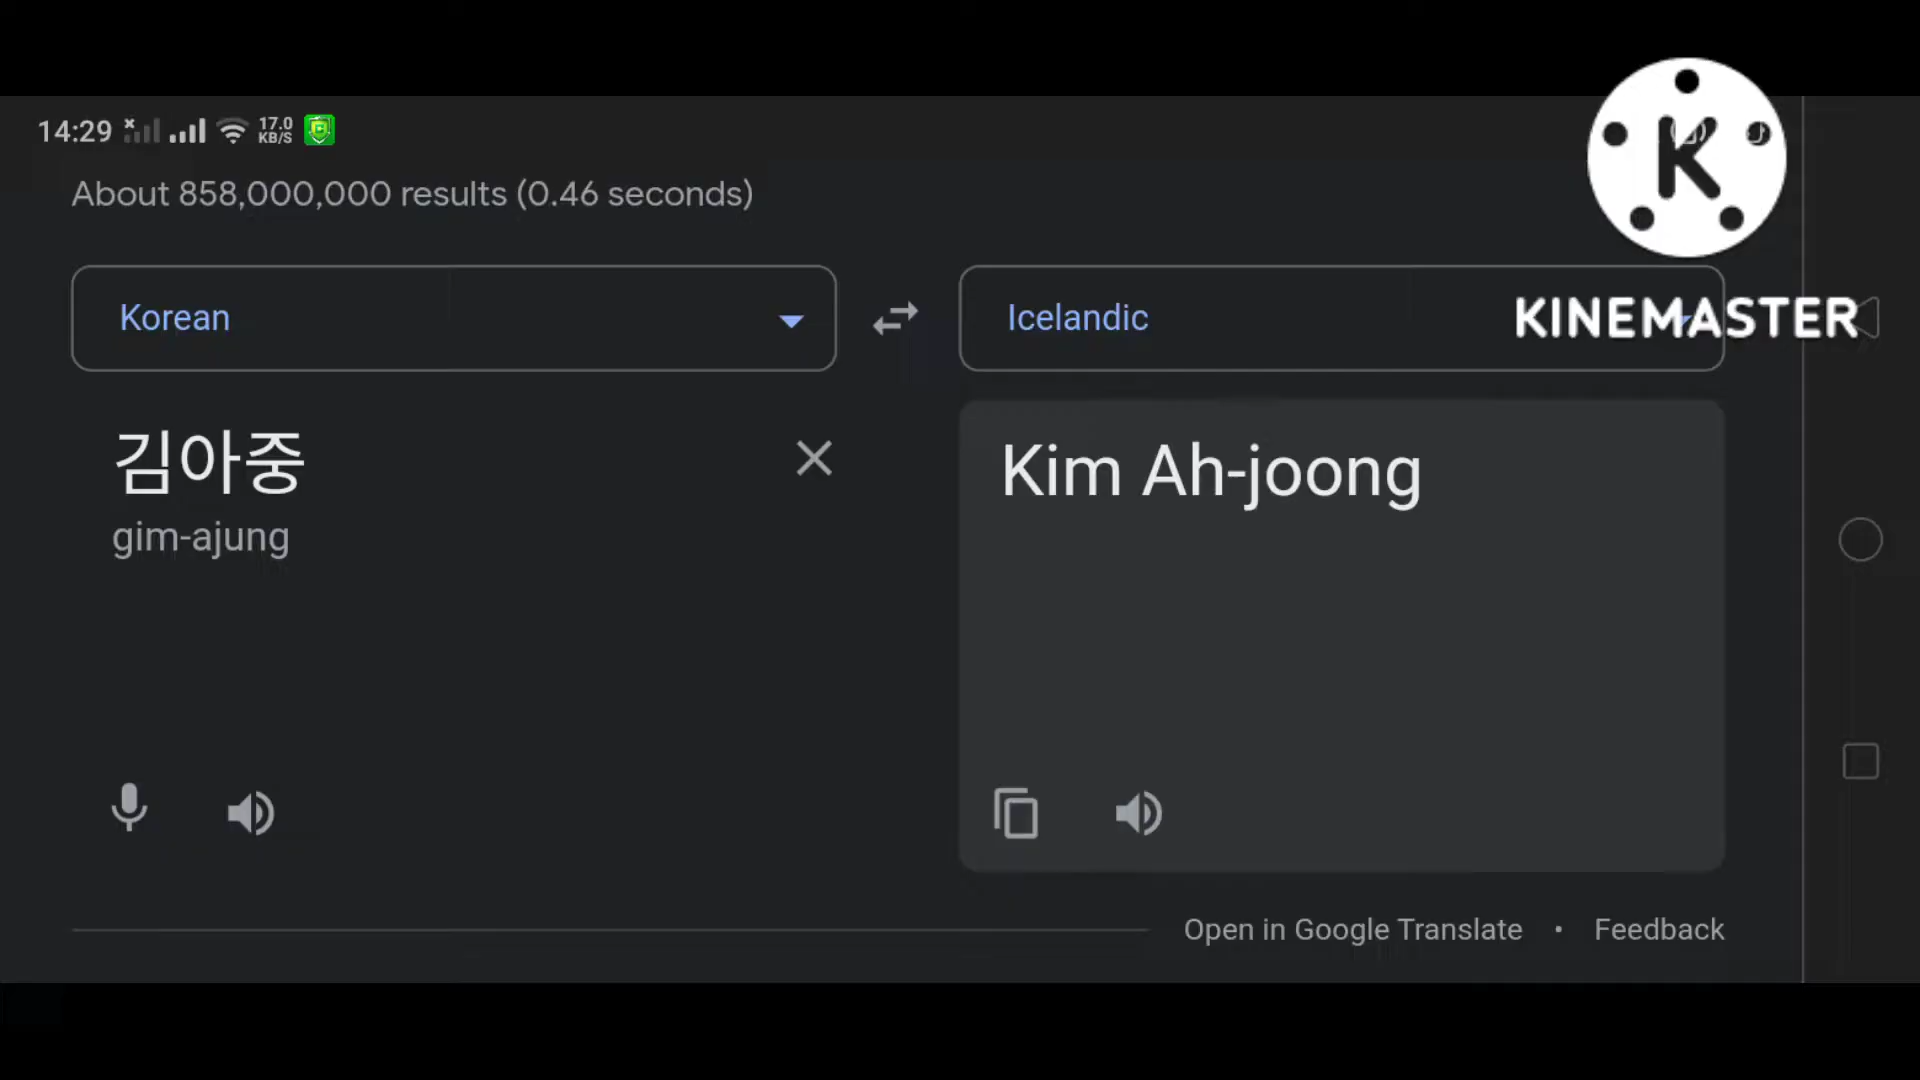 14:29 17.0 KB/S
About 858,000,000 results (0.46 seconds)
K
KINEMASTER
Korean
Icelandic
김아중
gim-ajung
Kim Ah-joong
Open in Google Translate • Feedback